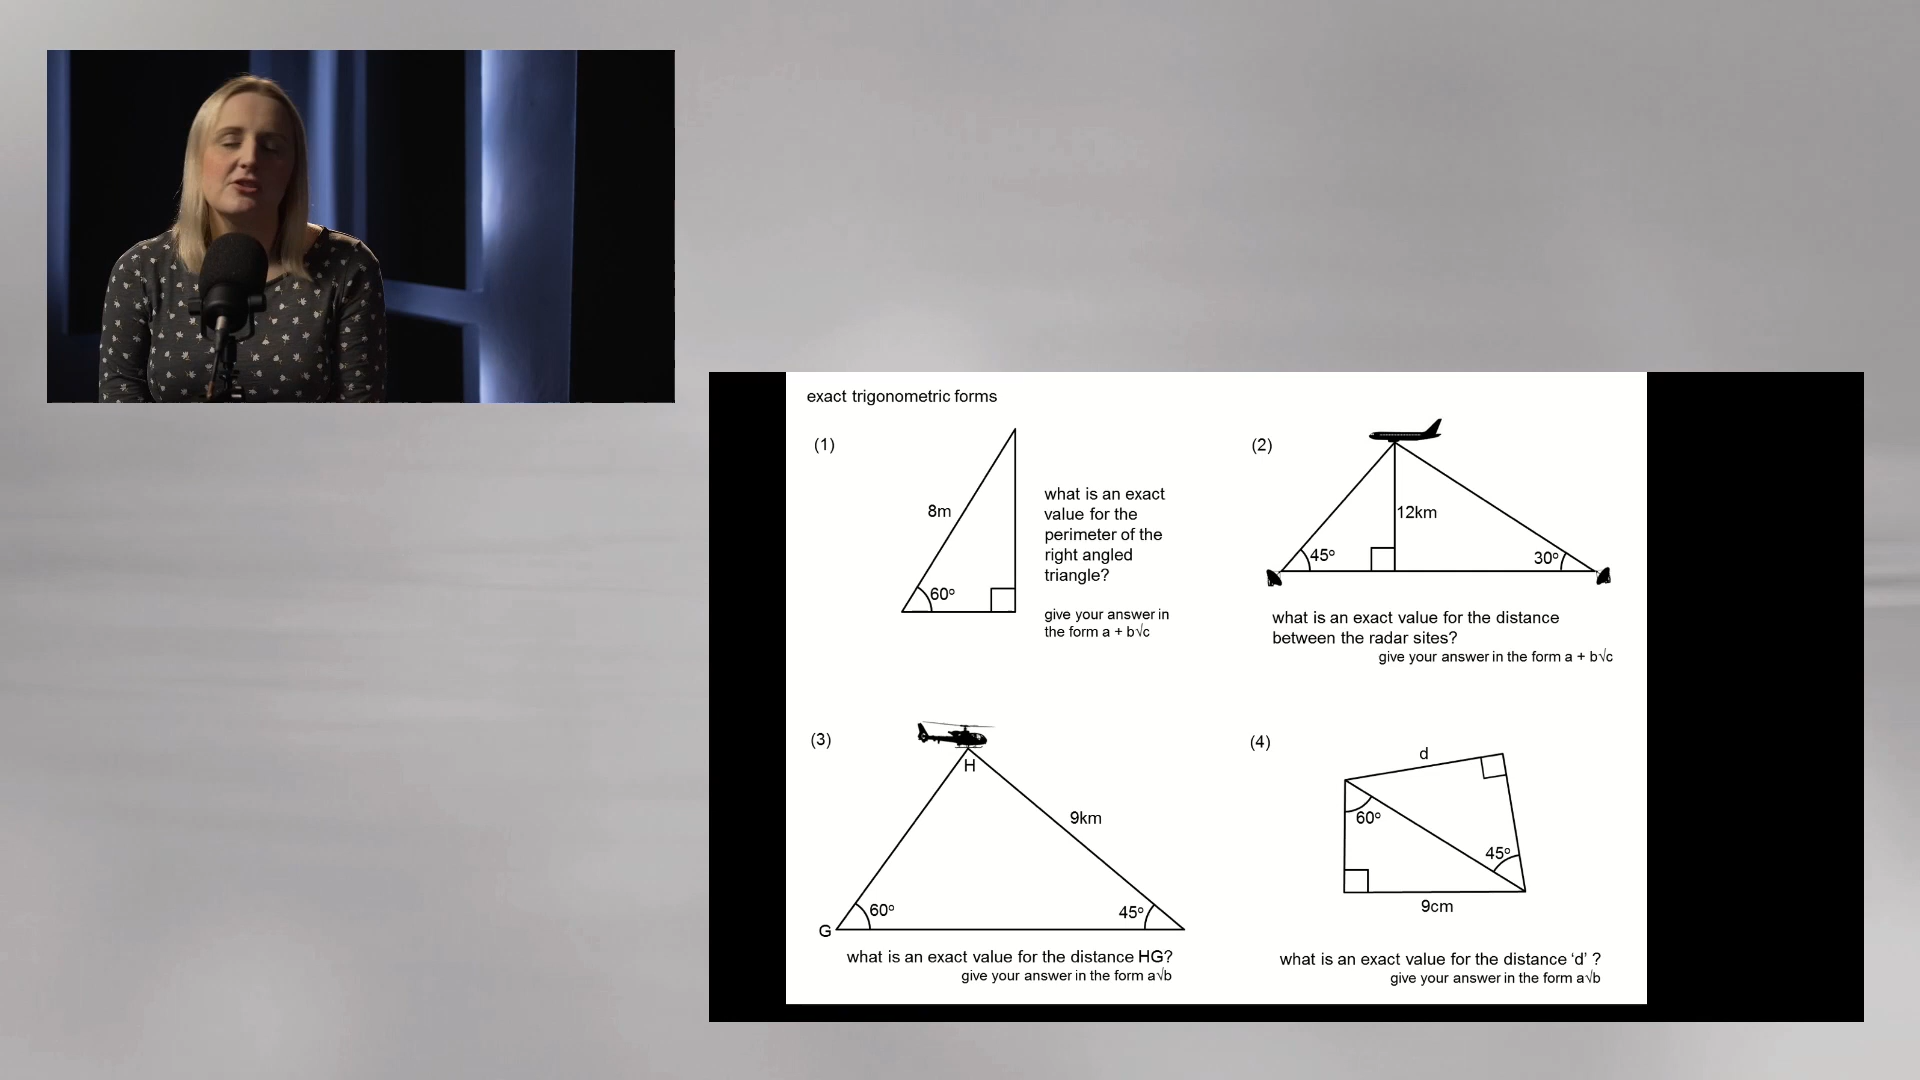 exact trigonometric forms
(1)
8m
60°
what is an exact
value for the
perimeter of the
right angled
triangle?
give your answer in
the form a + b√c
(2)
12km
45°
30°
what is an exact value for the distance
between the radar sites?
give your answer in the form a + b√c
(3)
H
9km
60°
45°
G
what is an exact value for the distance HG?
give your answer in the form a√b
(4)
d
60°
45°
9cm
what is an exact value for the distance ‘d’ ?
give your answer in the form a√b